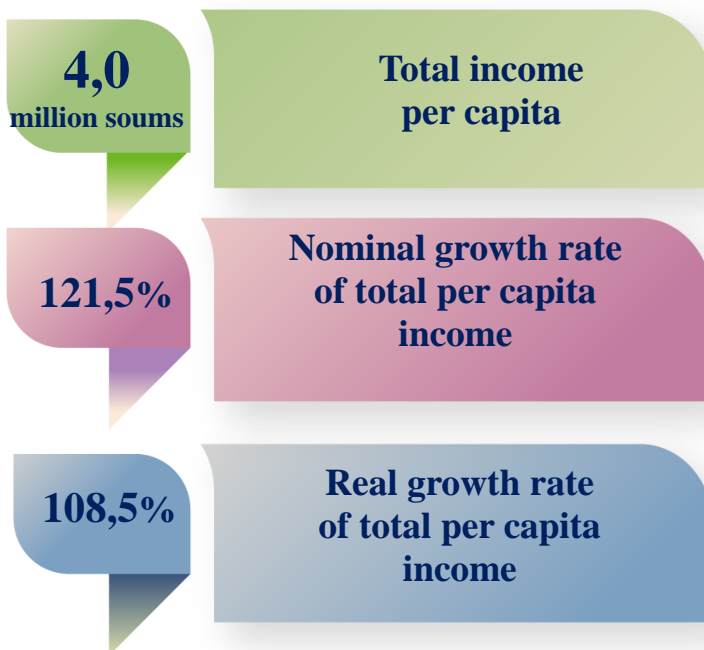 4,0
million soums
Total income
per capita
121,5%
Nominal growth rate
of total per capita
income
108,5%
Real growth rate
of total per capita
income